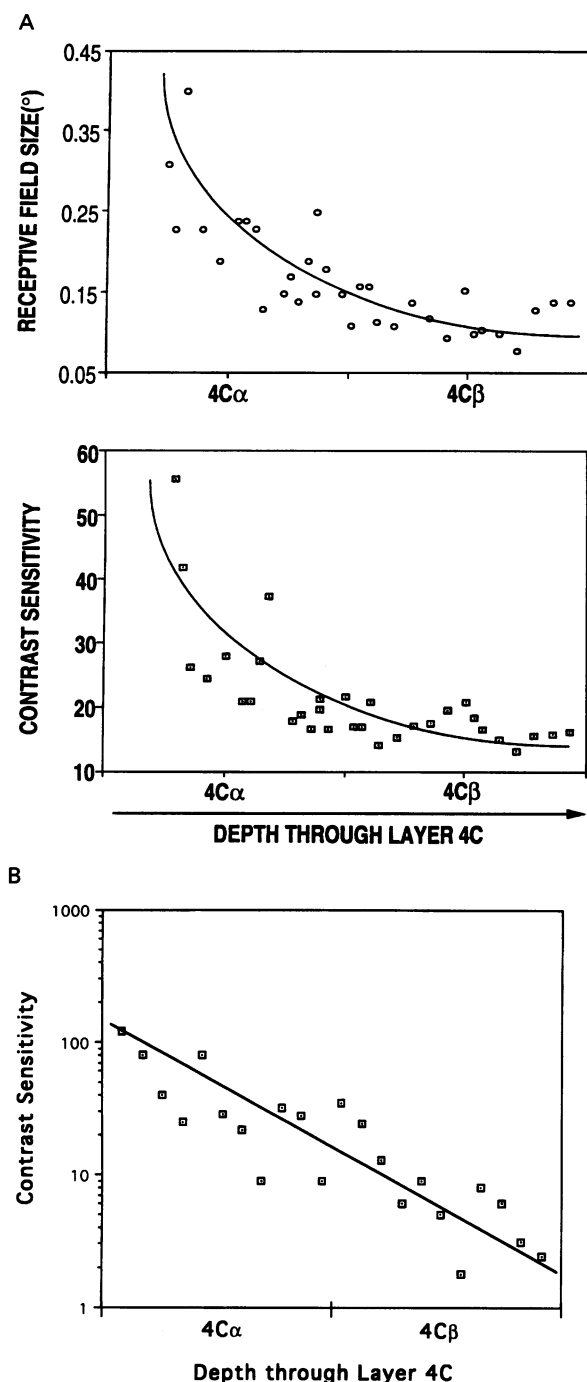 A
RECEPTIVE FIELD SIZE(°)
0.45
0.35
0.25
0.15
0.05
4Cα 4Cβ
CONTRAST SENSITIVITY
60
50
40
30
20
10
4Cα 4Cβ
DEPTH THROUGH LAYER 4C
B
Contrast Sensitivity
1000
100
10
1
4Cα 4Cβ
Depth through Layer 4C